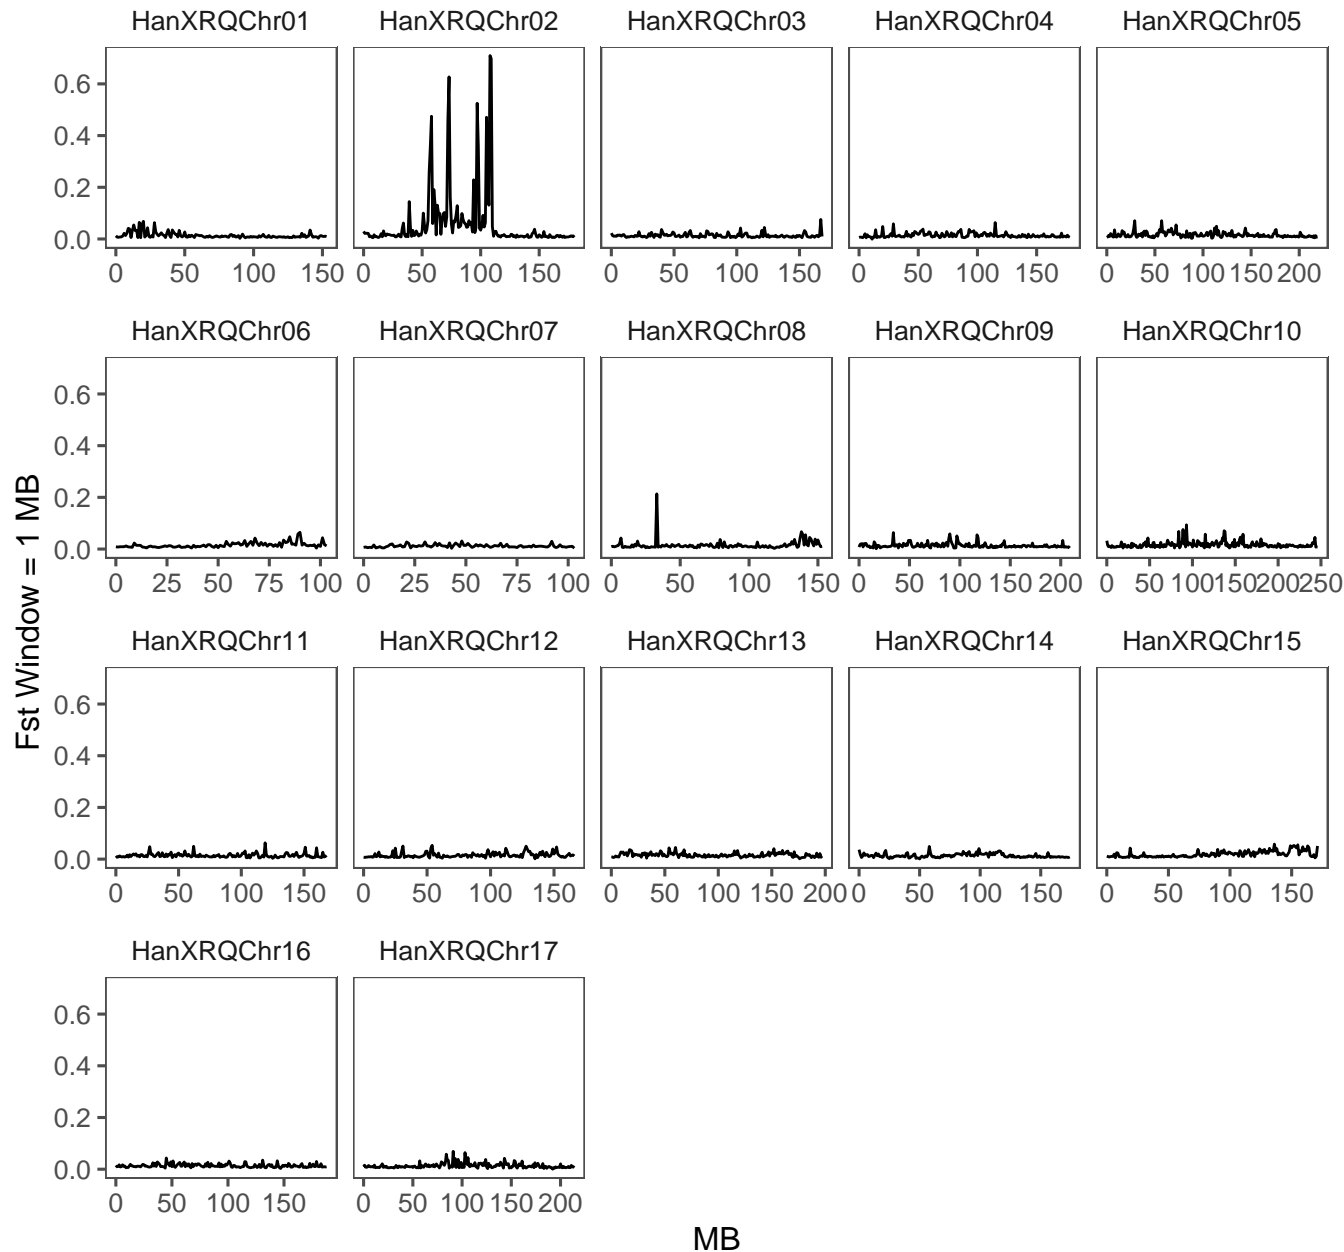 HanXRQChr01 HanXRQChr02 HanXRQChr03 HanXRQChr04 HanXRQChr05
0.6
0.4
0.2
0.0
0 50 100 150 0 50 100 150 0 50 100 150 0 50 100 150 0 50 100 150 200
HanXRQChr06 HanXRQChr07 HanXRQChr08 HanXRQChr09 HanXRQChr10
0.6
0.4
0.2
0.0
0 25 50 75 100 0 25 50 75 100 0 50 100 150 0 50 100 150 200 0 50 100 150 200 250
Fst Window = 1 MB
HanXRQChr11 HanXRQChr12 HanXRQChr13 HanXRQChr14 HanXRQChr15
0.6
0.4
0.2
0.0
0 50 100 150 0 50 100 150 0 50 100 150 200 0 50 100 150 0 50 100 150
HanXRQChr16 HanXRQChr17
0.6
0.4
0.2
0.0
0 50 100 150 0 50 100 150 200
MB